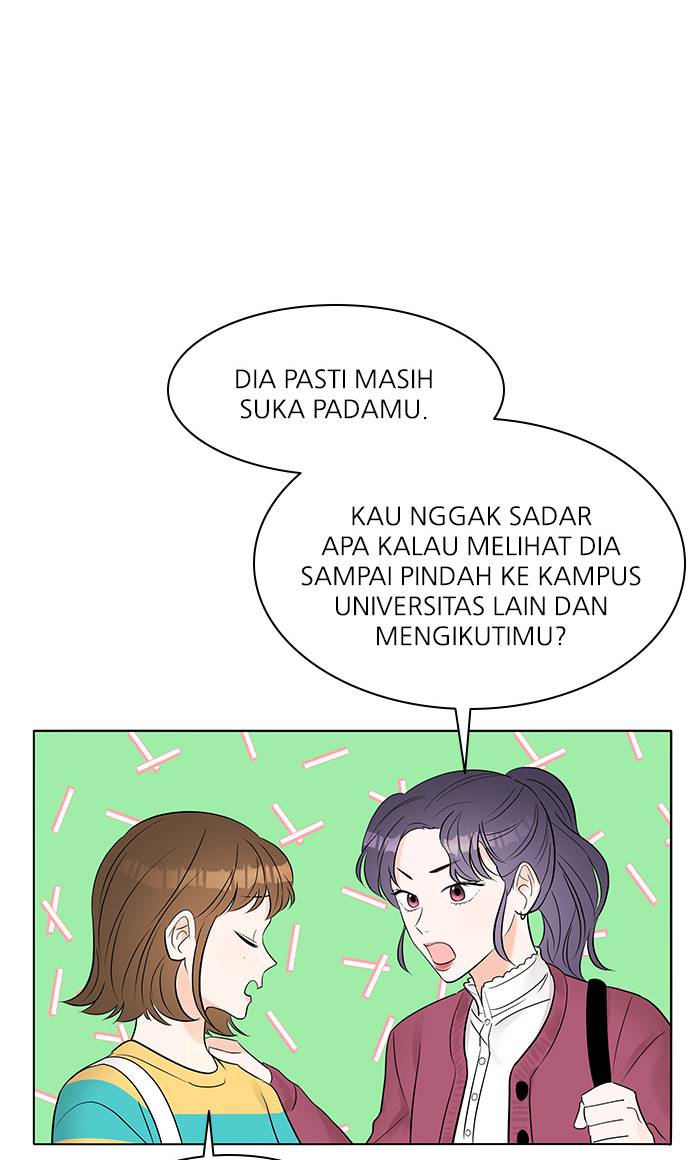 DIA PASTI MASIH
SUKA PADAMU.
KAU NGGAK SADAR
APA KALAU MELIHAT DIA
SAMPAI PINDAH KE KAMPUS
UNIVERSITAS LAIN DAN
MENGIKUTIMU?